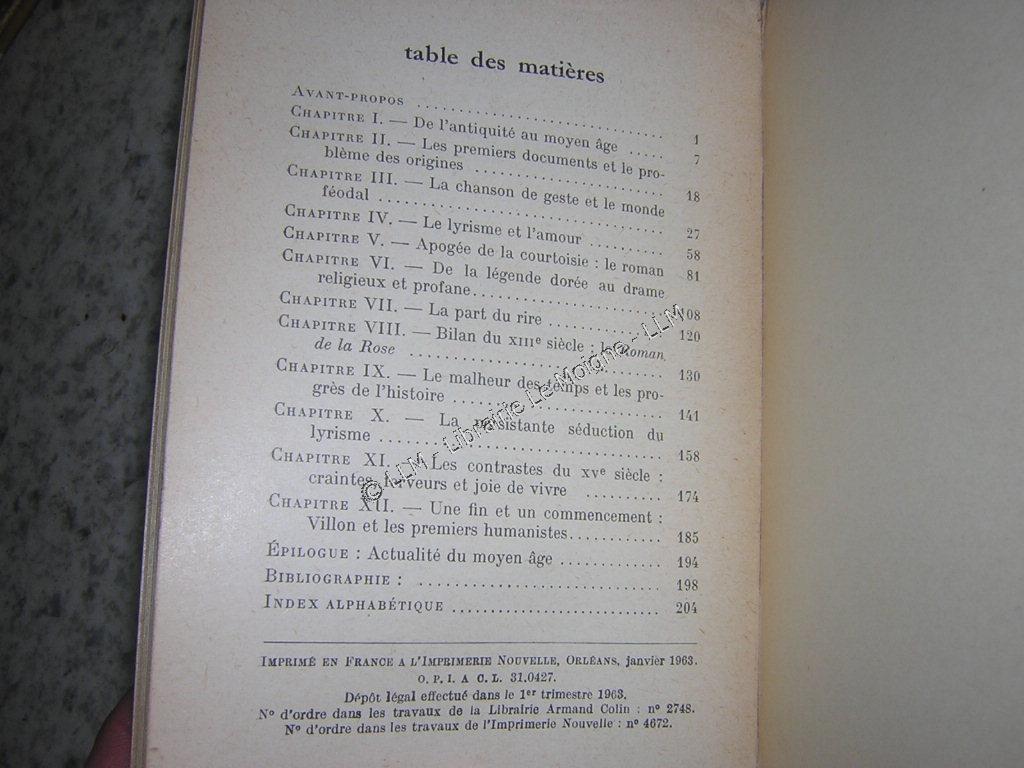 table des matières
AVANT-PROPOS .......................... 1
CHAPITRE I. — De l'antiquité au moyen âge ..... 7
CHAPITRE II. — Les premiers documents et le pro-
blème des origines ........................ 18
CHAPITRE III. — La chanson de geste et le monde
féodal .................................. 27
CHAPITRE IV. — Le lyrisme et l'amour ......... 58
CHAPITRE V. — Apogée de la courtoisie : le roman 81
CHAPITRE VI. — De la légende dorée au drame
religieux et profane....................... 108
CHAPITRE VII. — La part du rire .............. 120
CHAPITRE VIII. — Bilan du XIIIe siècle : le Roman
de la Rose .............................. 130
CHAPITRE IX. — Le malheur des temps et les pro-
grès de l'histoire ........................ 141
CHAPITRE X. — La persistante séduction du
lyrisme ................................. 158
CHAPITRE XI. — Les contrastes du XVe siècle :
craintes, ferveurs et joie de vivre .......... 174
CHAPITRE XII. — Une fin et un commencement :
Villon et les premiers humanistes............ 185
ÉPILOGUE : Actualité du moyen âge ............ 194
BIBLIOGRAPHIE : ............................ 198
INDEX ALPHABÉTIQUE ......................... 204
IMPRIMÉ EN FRANCE A L'IMPRIMERIE NOUVELLE, ORLÉANS, janvier 1963.
O. P. I. A C. L. 31.0427.
Dépôt légal effectué dans le 1er trimestre 1963.
No d'ordre dans les travaux de la Librairie Armand Colin : no 2748.
No d'ordre dans les travaux de l'Imprimerie Nouvelle : no 4672.
© LLM - Librairie Le Moigne - LLM